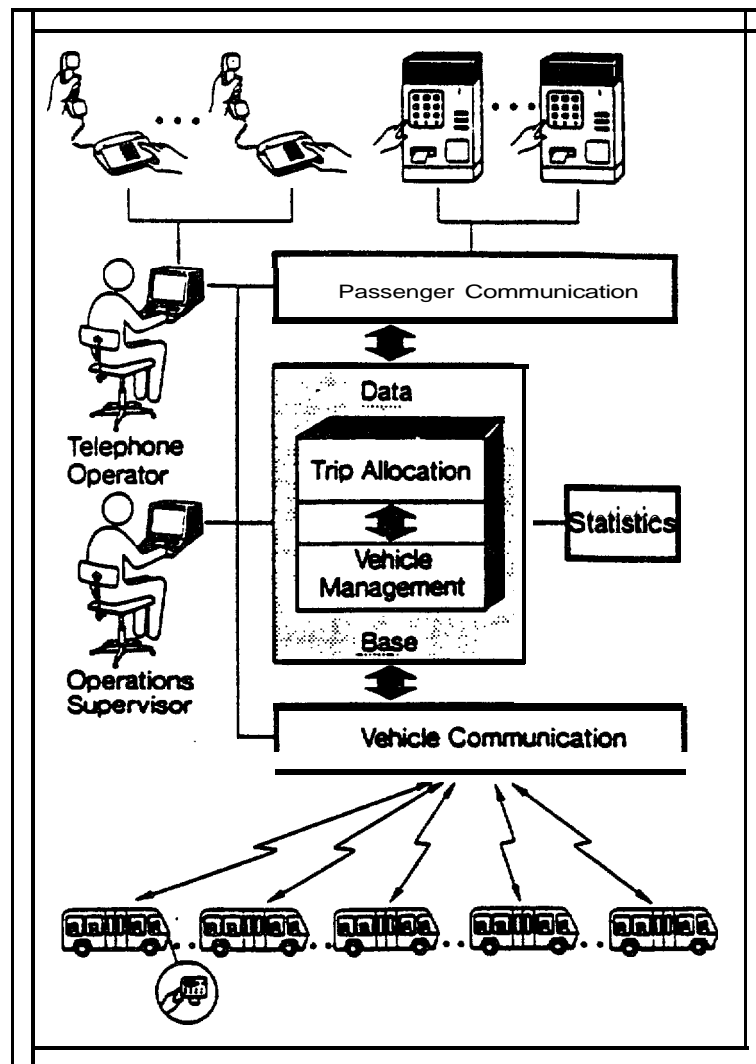 Passenger Communication
Data
Telephone
Operator
Trip Allocation
Statistics
Vehicle
Management
Base
Operations
Supervisor
Vehicle Communication